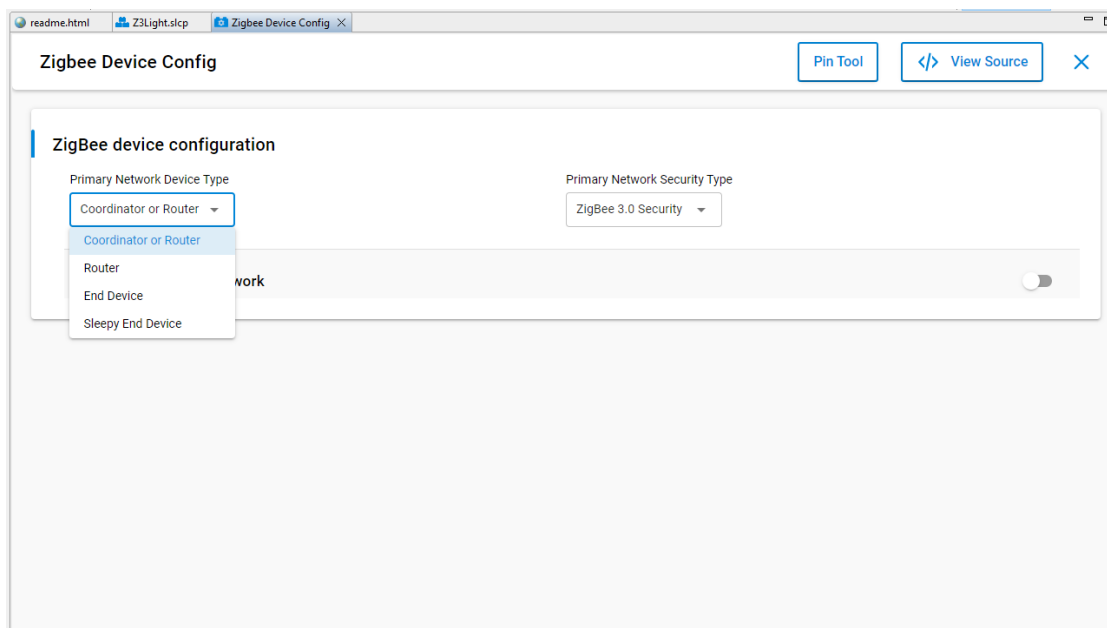 readme.html Z3Light.slcp Zigbee Device Config
Zigbee Device Config
Pin Tool </> View Source
ZigBee device configuration
Primary Network Device Type Primary Network Security Type
Coordinator or Router ZigBee 3.0 Security
Coordinator or Router
Router
work
End Device
Sleepy End Device